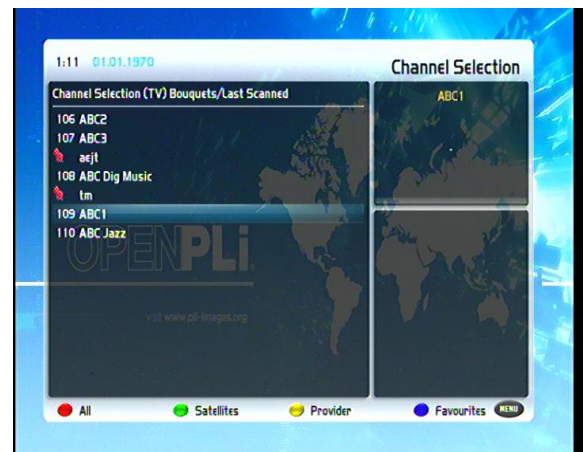 1:11 01.01.1970
Channel Selection
Channel Selection (TV) Bouquets/Last Scanned
ABC1
106 ABC2
107 ABC3
aejt
108 ABC Dig Music
tm
109 ABC1
110 ABC Jazz
OPENPLi
visit www.pli-images.org
All
Satellites
Provider
Favourites
MENU